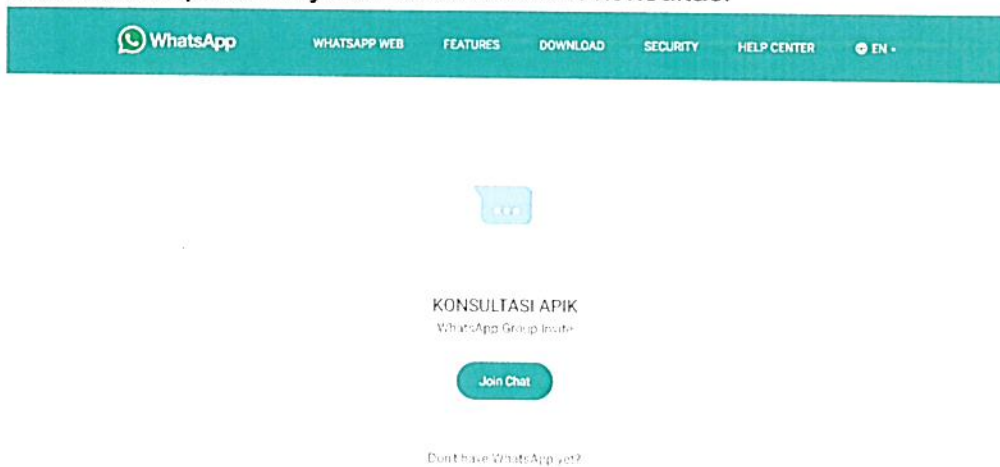 WhatsApp WHATSAPP WEB FEATURES DOWNLOAD SECURITY HELP CENTER EN
KONSULTASI APIK
WhatsApp Group Invite
Join Chat
Don't have WhatsApp yet?